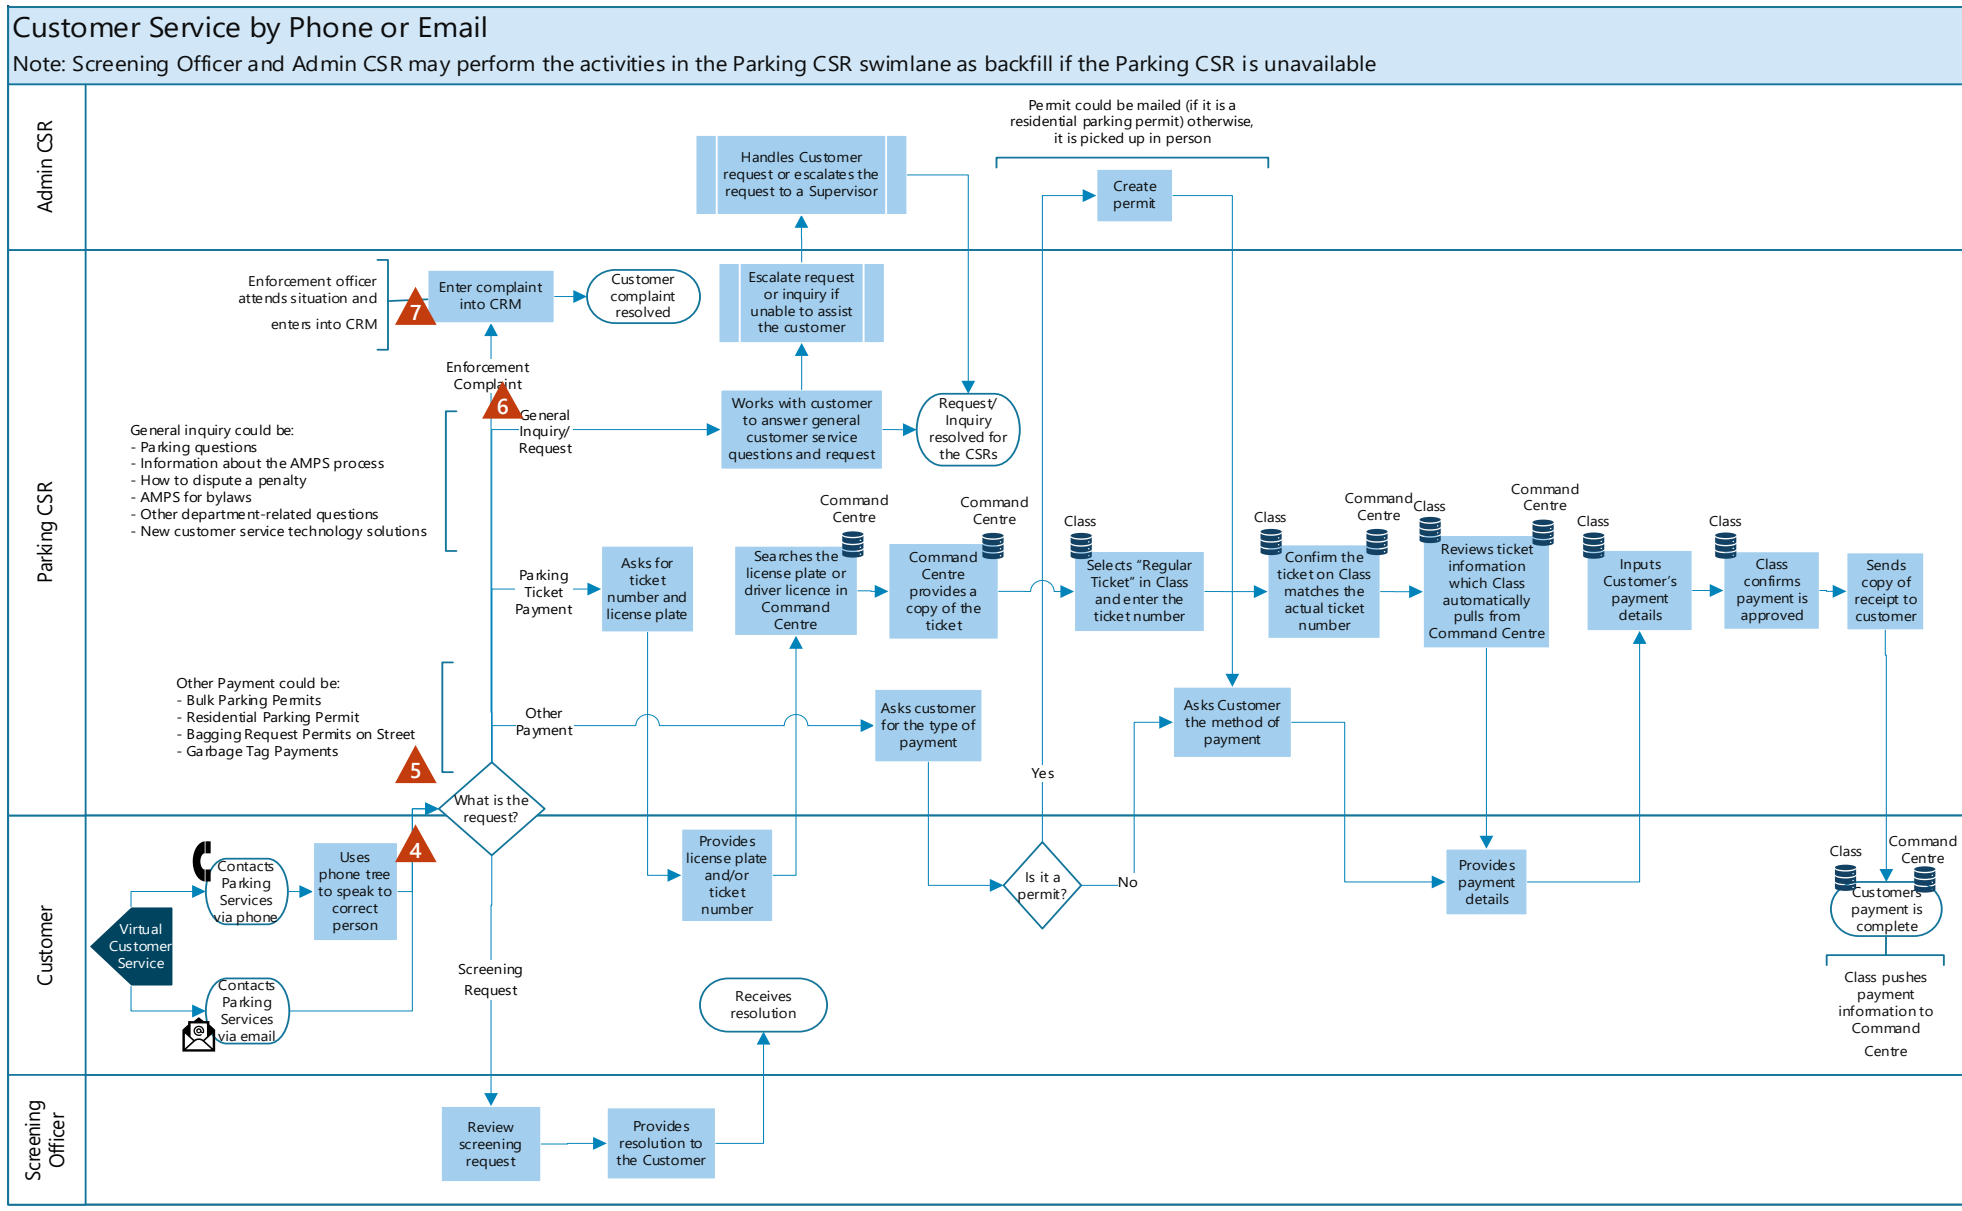 Customer Service by Phone or Email
Note: Screening Officer and Admin CSR may perform the activities in the Parking CSR swimlane as backfill if the Parking CSR is unavailable
Admin CSR
Permit could be mailed (if it is a
residential parking permit) otherwise,
it is picked up in person
Handles Customer
request or escalates the
request to a Supervisor
Create
permit
Parking CSR
Enforcement officer
attends situation and
enters into CRM
7
Enter complaint
into CRM
Customer
complaint
resolved
Escalate request
or inquiry if
unable to assist
the customer
Enforcement
Complaint
6
General
Inquiry/
Request
Works with customer
to answer general
customer service
questions and request
Request/
Inquiry
resolved for
the CSRs
General inquiry could be:
- Parking questions
- Information about the AMPS process
- How to dispute a penalty
- AMPS for bylaws
- Other department-related questions
- New customer service technology solutions
Parking
Ticket
Payment
Asks for
ticket
number and
license plate
Command
Centre
Searches the
license plate or
driver licence in
Command
Centre
Command
Centre
Command
Centre
provides a
copy of the
ticket
Class
Selects “Regular
Ticket” in Class
and enter the
ticket number
Class
Command
Centre
Confirm the
ticket on Class
matches the
actual ticket
number
Class
Command
Centre
Reviews ticket
information
which Class
automatically
pulls from
Command Centre
Class
Inputs
Customer’s
payment
details
Class
Class
confirms
payment is
approved
Sends
copy of
receipt to
customer
Other Payment could be:
- Bulk Parking Permits
- Residential Parking Permit
- Bagging Request Permits on Street
- Garbage Tag Payments
5
Other
Payment
Asks customer
for the type of
payment
Asks Customer
the method of
payment
Yes
What is the
request?
Customer
Virtual
Customer
Service
Contacts
Parking
Services
via phone
Uses
phone tree
to speak to
correct
person
4
Contacts
Parking
Services
via email
Provides
license plate
and/or
ticket
number
Is it a
permit?
No
Provides
payment
details
Class
Command
Centre
Customers
payment is
complete
Class pushes
payment
information to
Command
Centre
Screening
Request
Receives
resolution
Screening
Officer
Review
screening
request
Provides
resolution to
the Customer